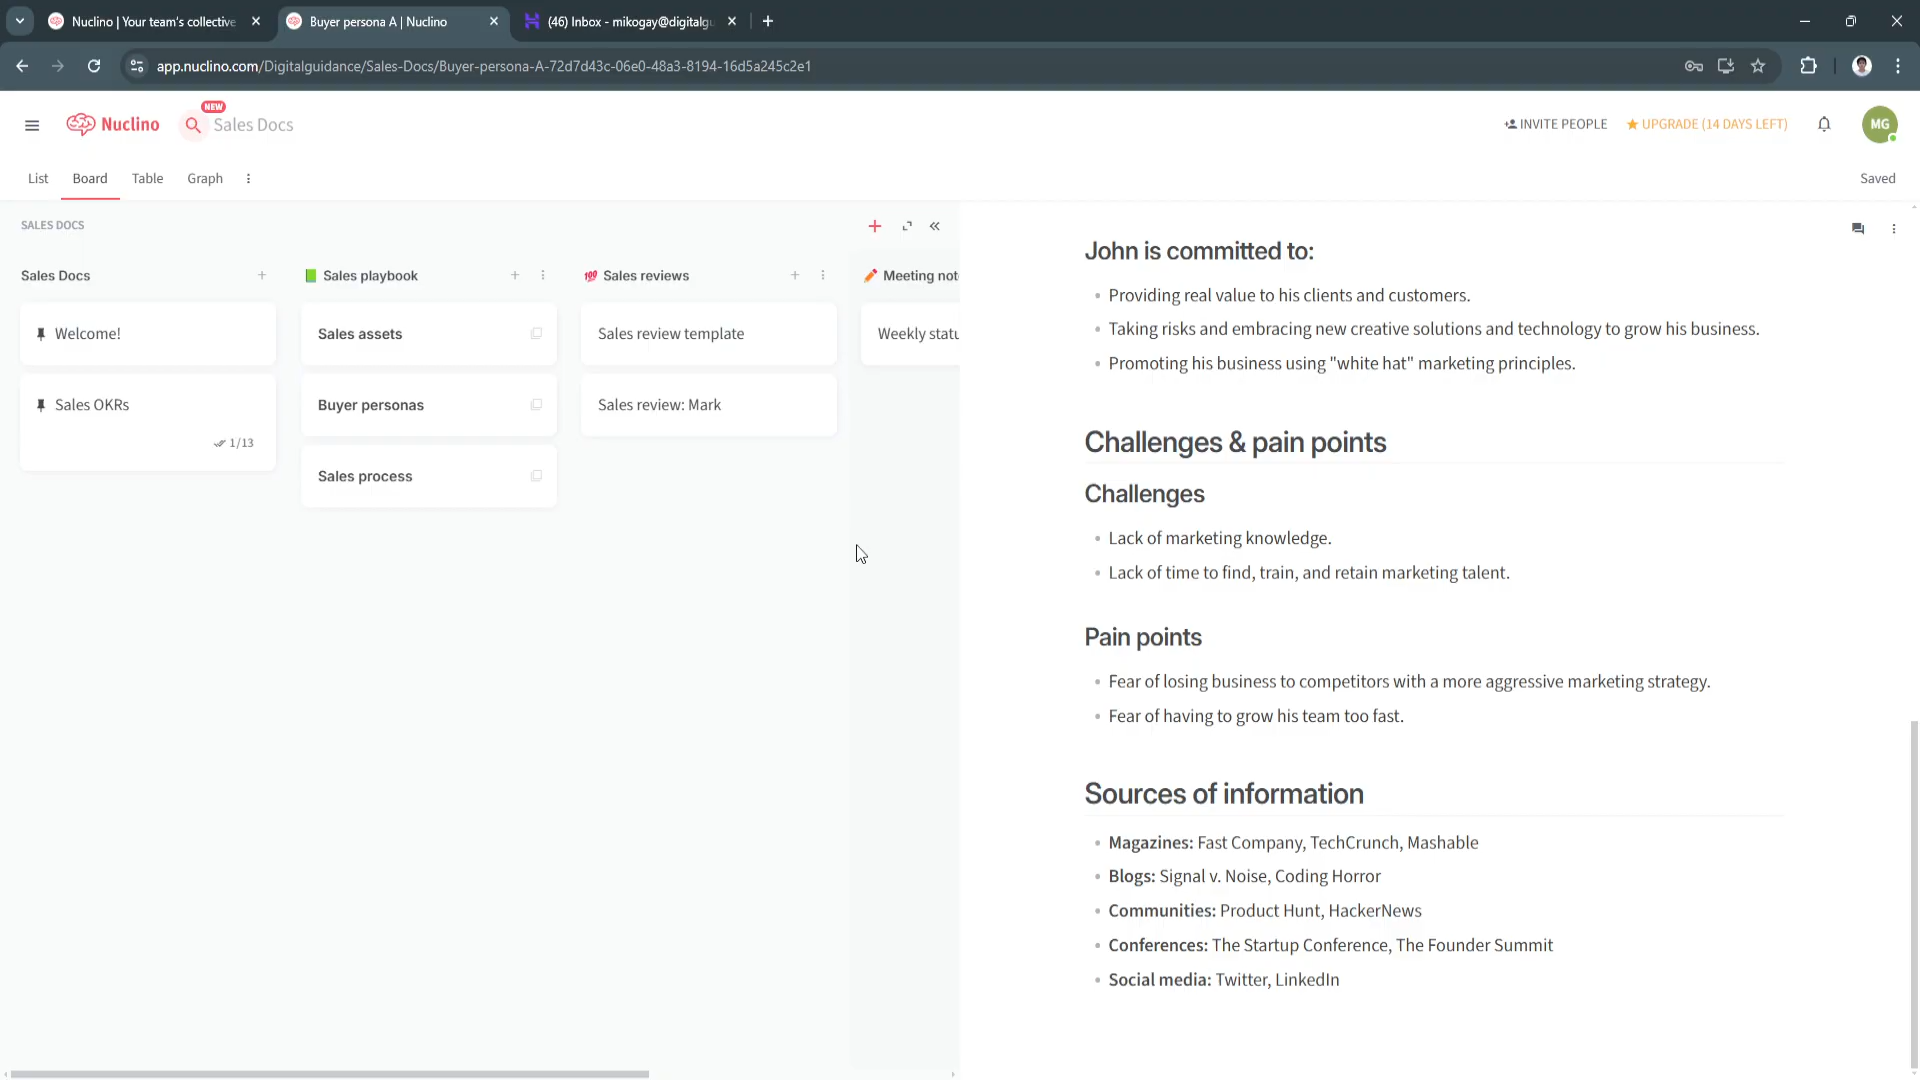 Nuclino | Your team's collective
Buyer persona A | Nuclino
(46) Inbox - mikogay@digitalgu
app.nuclino.com/Digitalguidance/Sales-Docs/Buyer-persona-A-72d7d43c-06e0-48a3-8194-16d5a245c2e1
Nuclino
NEW
Sales Docs
INVITE PEOPLE
UPGRADE (14 DAYS LEFT)
MG
List
Board
Table
Graph
Saved
SALES DOCS
Sales Docs
Welcome!
Sales OKRs
1/13
Sales playbook
Sales assets
Buyer personas
Sales process
Sales reviews
Sales review template
Sales review: Mark
Meeting not
Weekly statu
John is committed to:
Providing real value to his clients and customers.
Taking risks and embracing new creative solutions and technology to grow his business.
Promoting his business using "white hat" marketing principles.
Challenges & pain points
Challenges
Lack of marketing knowledge.
Lack of time to find, train, and retain marketing talent.
Pain points
Fear of losing business to competitors with a more aggressive marketing strategy.
Fear of having to grow his team too fast.
Sources of information
Magazines: Fast Company, TechCrunch, Mashable
Blogs: Signal v. Noise, Coding Horror
Communities: Product Hunt, HackerNews
Conferences: The Startup Conference, The Founder Summit
Social media: Twitter, LinkedIn